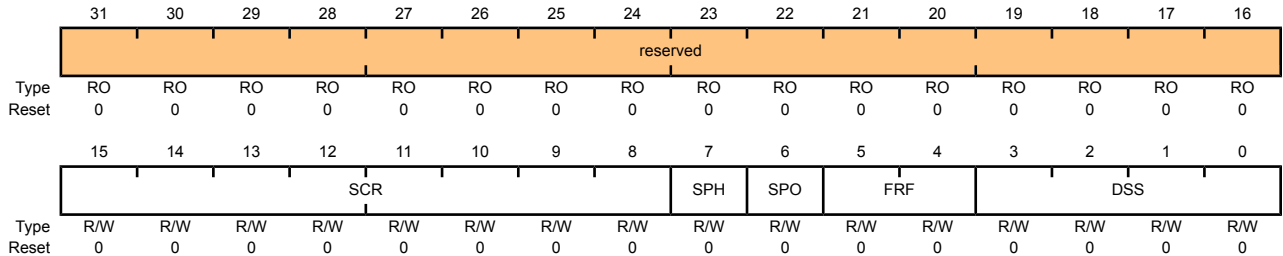 31 30 29 28 27 26 25 24 23 22 21 20 19 18 17 16
reserved
Type RO RO RO RO RO RO RO RO RO RO RO RO RO RO RO RO
Reset 0 0 0 0 0 0 0 0 0 0 0 0 0 0 0 0
15 14 13 12 11 10 9 8 7 6 5 4 3 2 1 0
SCR SPH SPO FRF DSS
Type R/W R/W R/W R/W R/W R/W R/W R/W R/W R/W R/W R/W R/W R/W R/W R/W
Reset 0 0 0 0 0 0 0 0 0 0 0 0 0 0 0 0